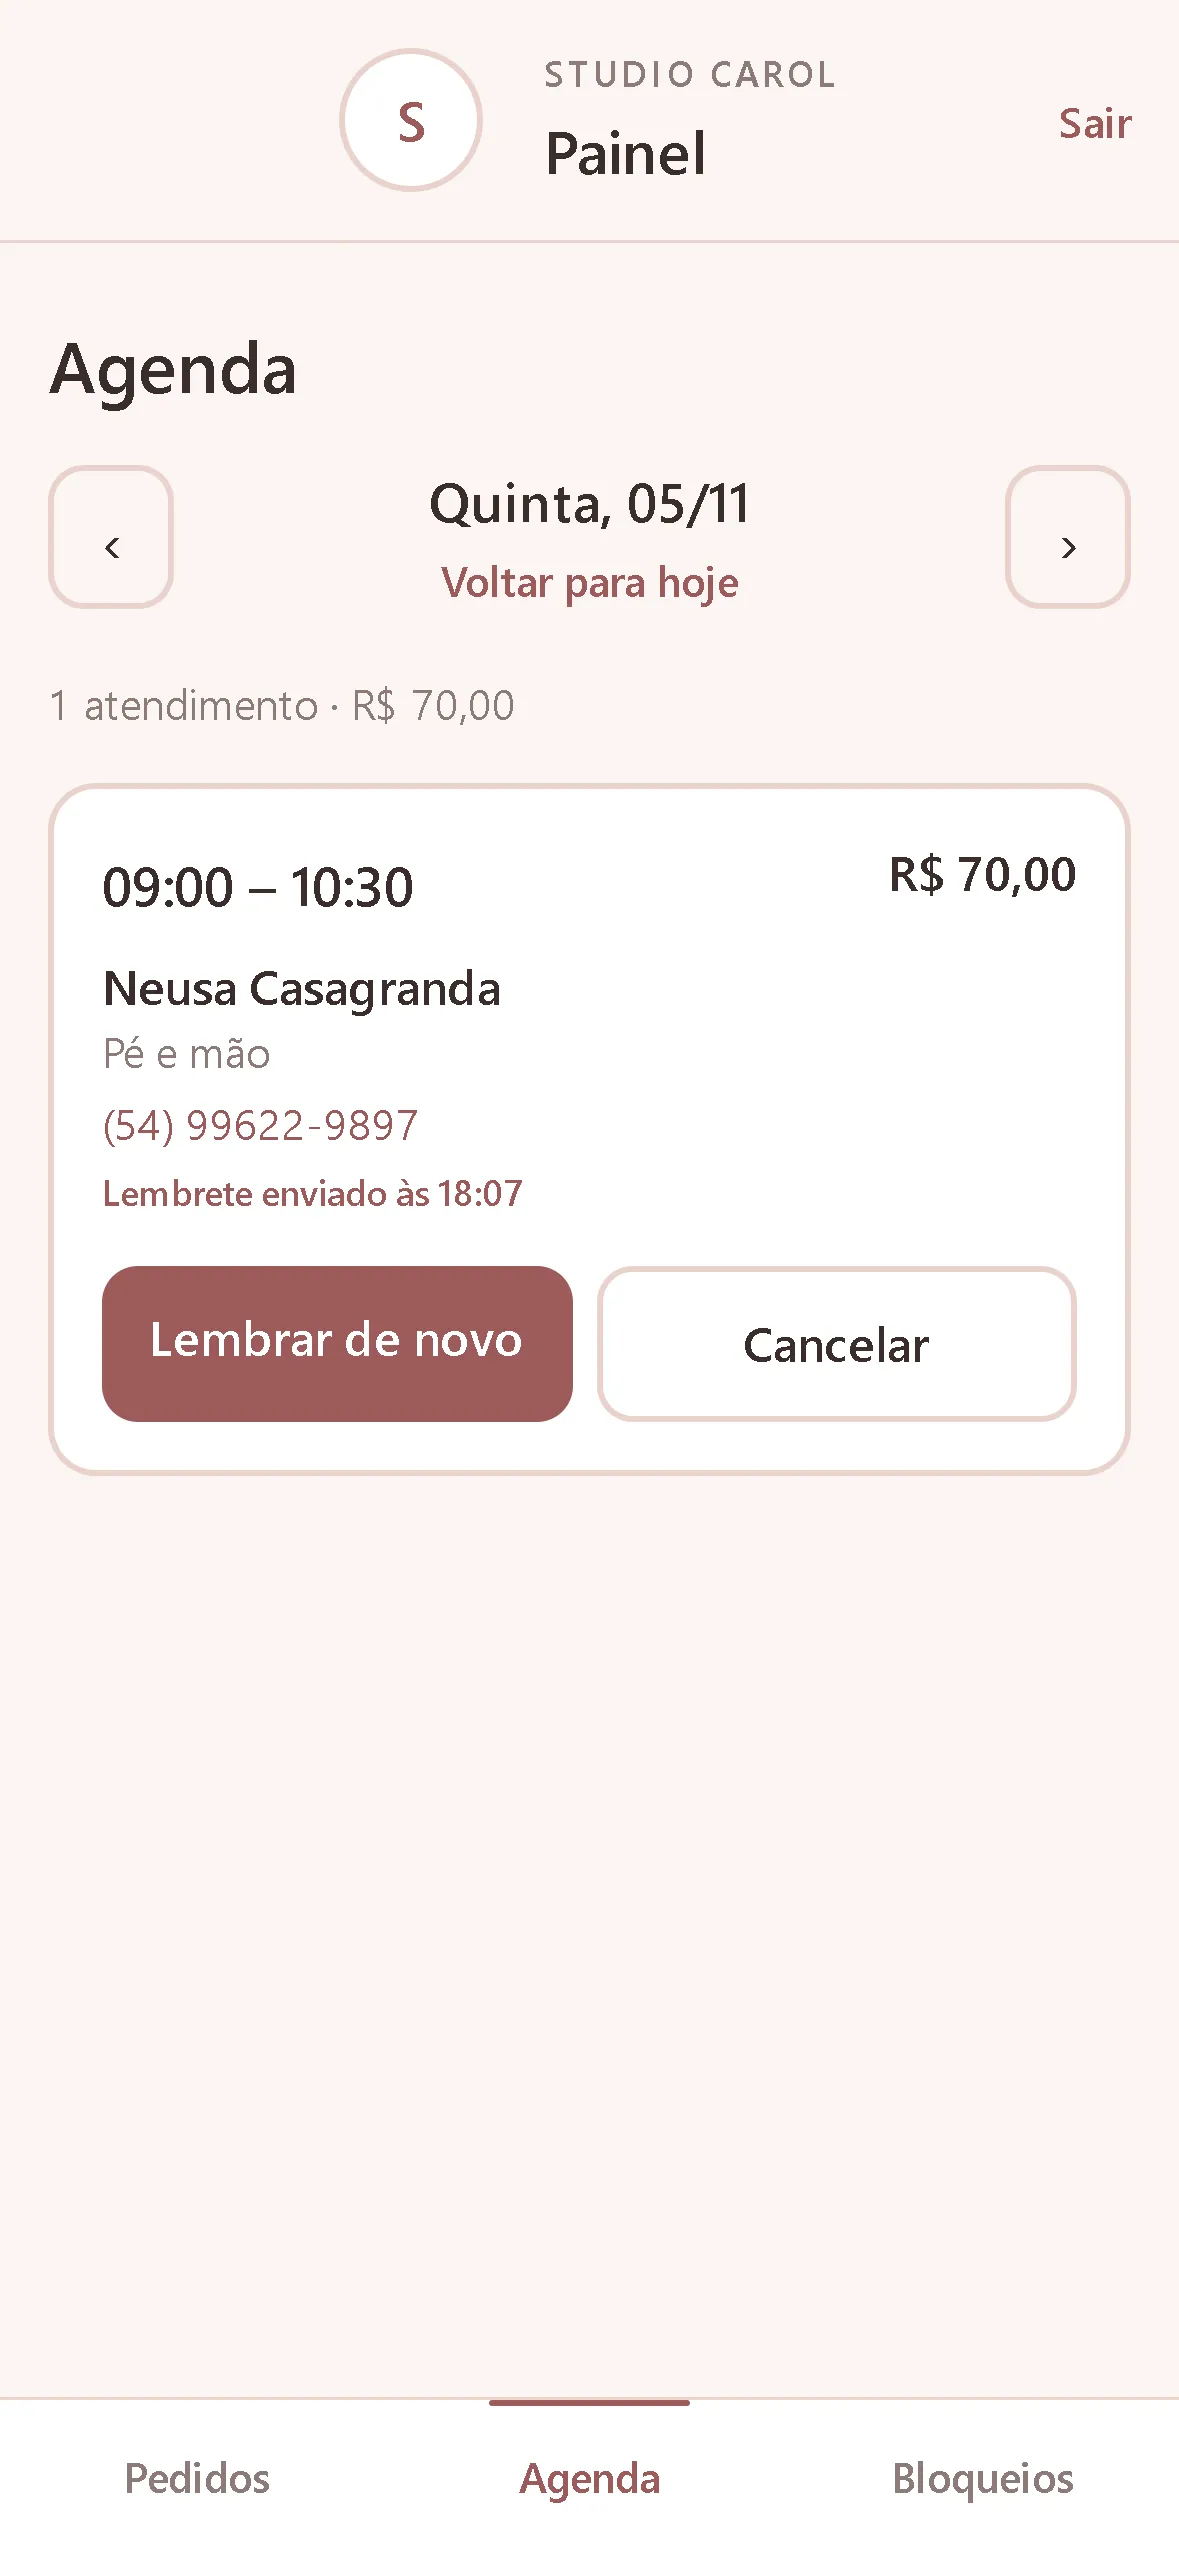 S
STUDIO CAROL
Painel
Sair
Agenda
‹
Quinta, 05/11
Voltar para hoje
›
1 atendimento · R$ 70,00
09:00 – 10:30
R$ 70,00
Neusa Casagranda
Pé e mão
(54) 99622-9897
Lembrete enviado às 18:07
Lembrar de novo
Cancelar
Pedidos
Agenda
Bloqueios